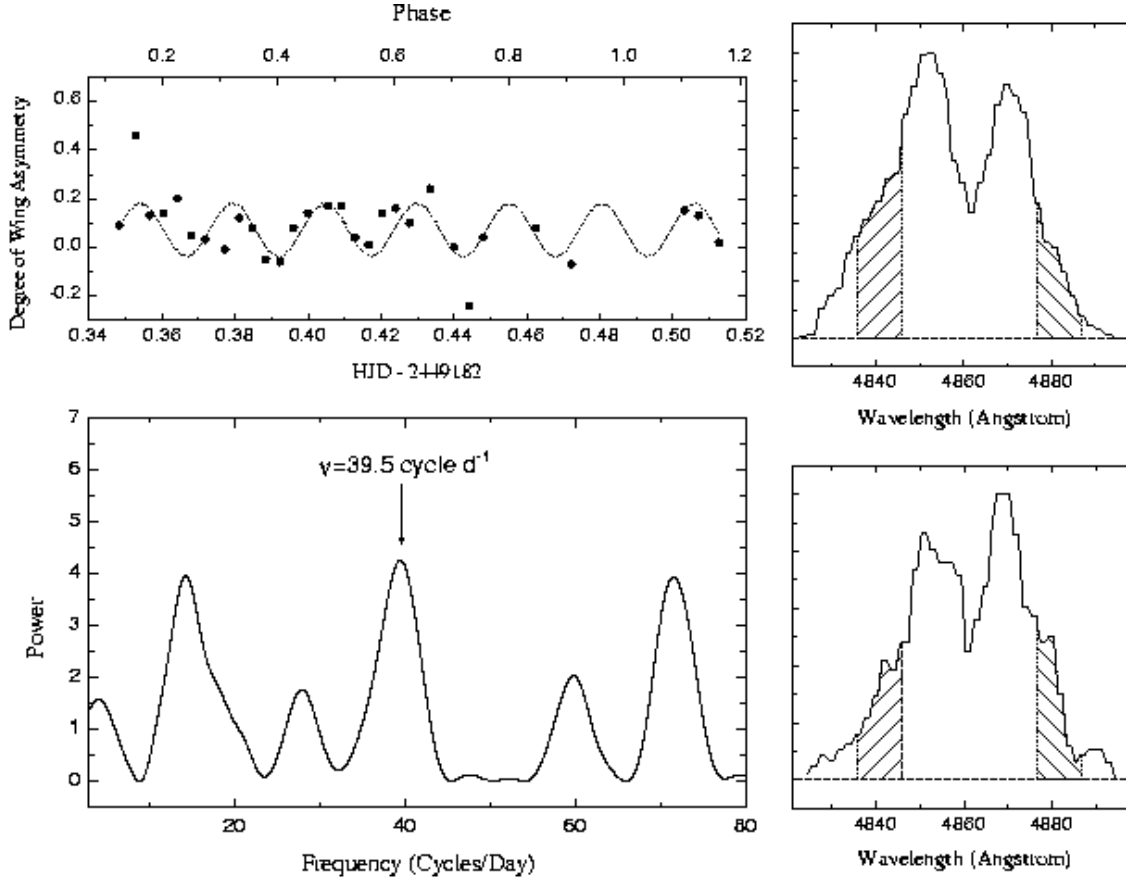 Phase
0.2 0.4 0.6 0.8 1.0 1.2
Degree of Wing Asymmetry
0.6
0.4
0.2
0.0
-0.2
0.34 0.36 0.38 0.40 0.42 0.44 0.46 0.48 0.50 0.52
HJD - 2449182
4840 4860 4880
Wavelength (Angstrom)
ν=39.5 cycle d-1
Power
7
6
5
4
3
2
1
0
20 40 60 80
Frequency (Cycles/Day)
4840 4860 4880
Wavelength (Angstrom)